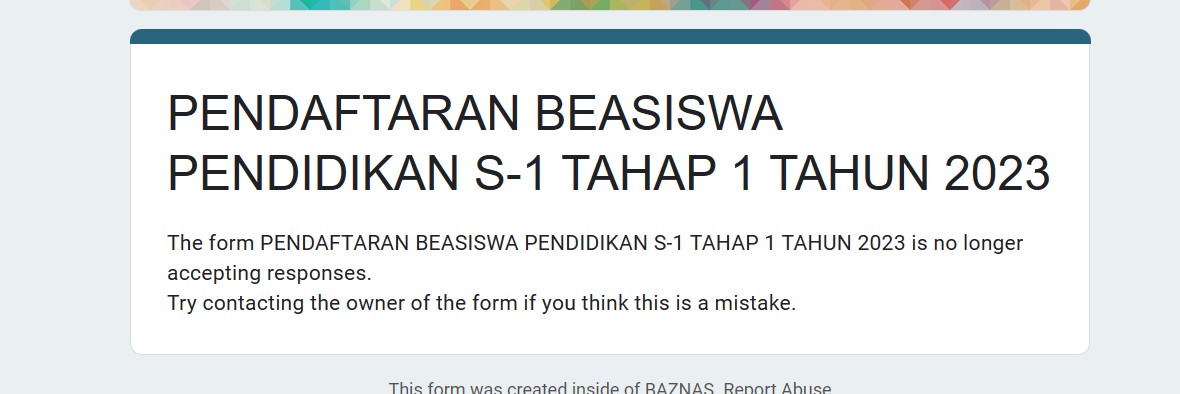 PENDAFTARAN BEASISWA
PENDIDIKAN S-1 TAHAP 1 TAHUN 2023
The form PENDAFTARAN BEASISWA PENDIDIKAN S-1 TAHAP 1 TAHUN 2023 is no longer
accepting responses.
Try contacting the owner of the form if you think this is a mistake.
This form was created inside of BAZNAS. Report Abuse